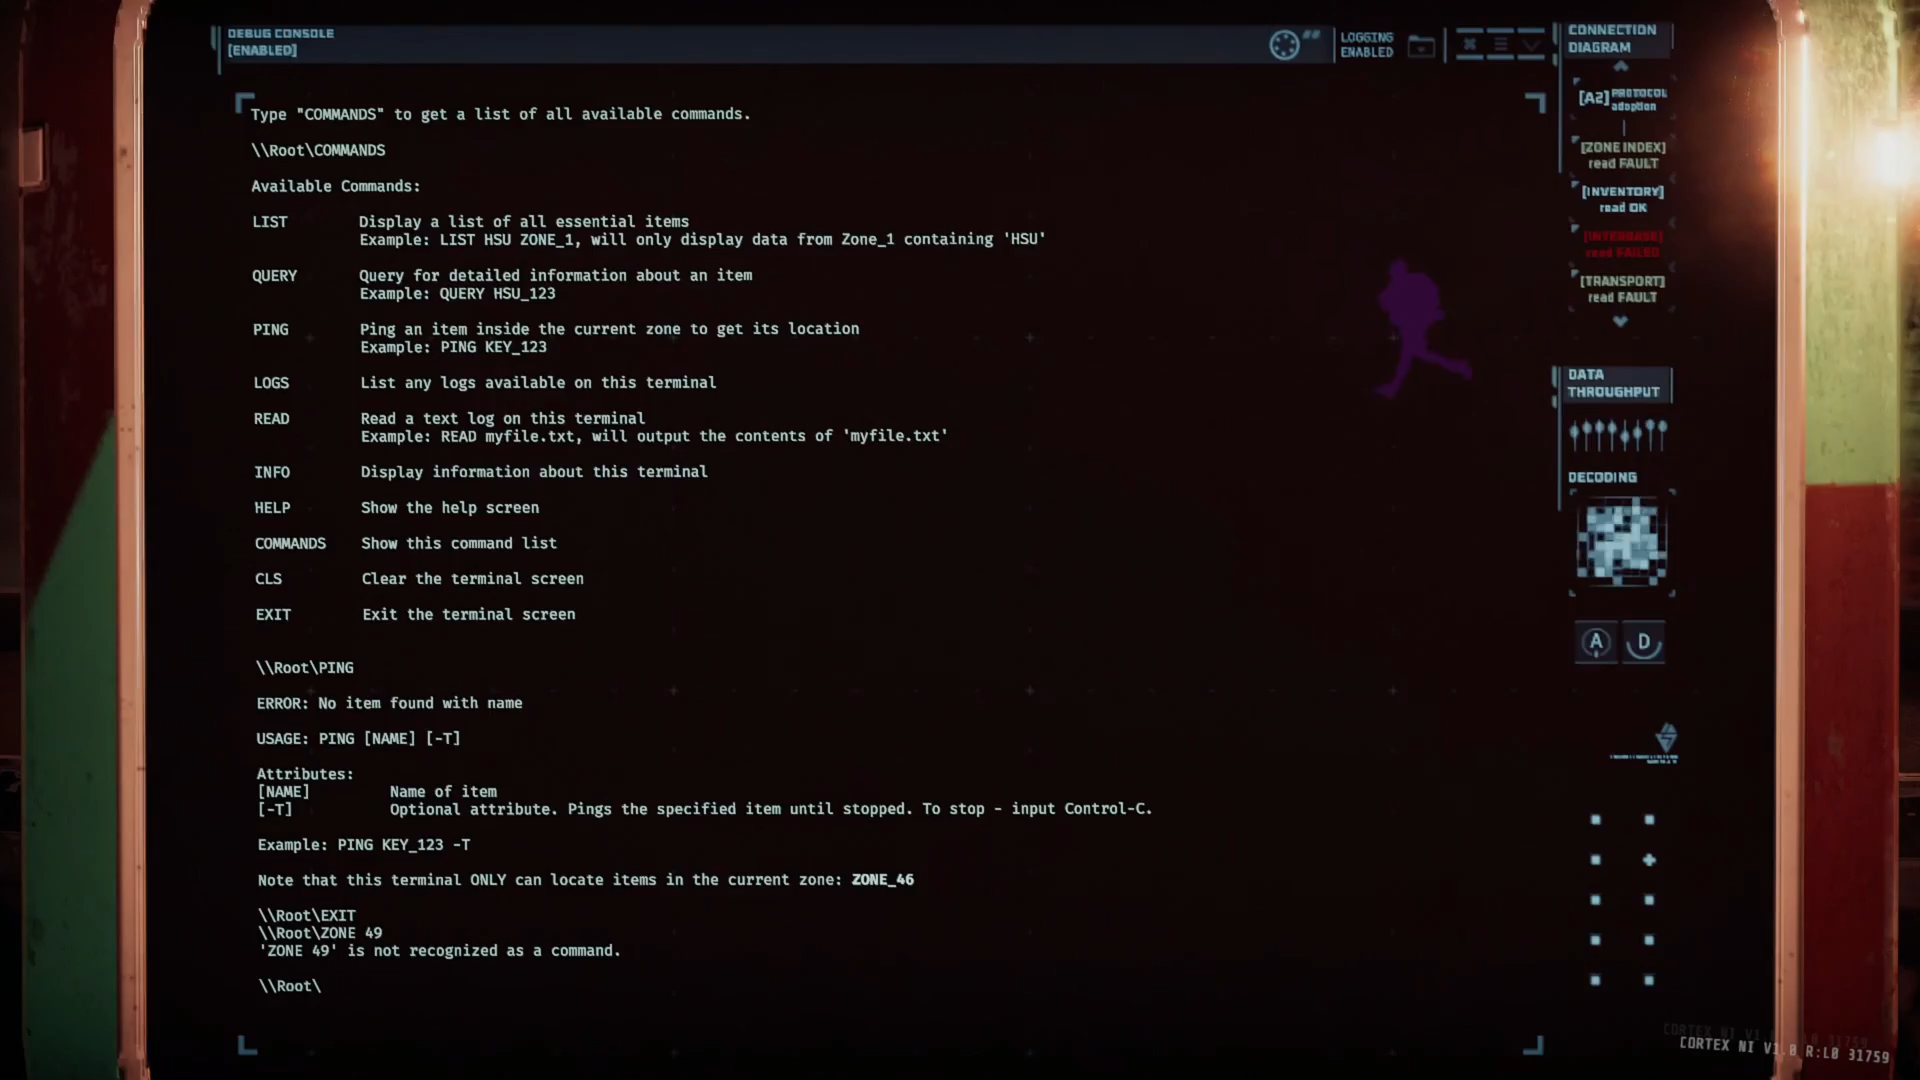 DEBUG CONSOLE
[ENABLED]
LOGGING
ENABLED
Type "COMMANDS" to get a list of all available commands.
\\Root\COMMANDS
Available Commands:
LIST Display a list of all essential items
Example: LIST HSU ZONE_1, will only display data from Zone_1 containing 'HSU'
QUERY Query for detailed information about an item
Example: QUERY HSU_123
PING Ping an item inside the current zone to get its location
Example: PING KEY_123
LOGS List any logs available on this terminal
READ Read a text log on this terminal
Example: READ myfile.txt, will output the contents of 'myfile.txt'
INFO Display information about this terminal
HELP Show the help screen
COMMANDS Show this command list
CLS Clear the terminal screen
EXIT Exit the terminal screen
\\Root\PING
ERROR: No item found with name
USAGE: PING [NAME] [-T]
Attributes:
[NAME] Name of item
[-T] Optional attribute. Pings the specified item until stopped. To stop - input Control-C.
Example: PING KEY_123 -T
Note that this terminal ONLY can locate items in the current zone: ZONE_46
\\Root\EXIT
\\Root\ZONE 49
'ZONE 49' is not recognized as a command.
\\Root\
CONNECTION
DIAGRAM
[A2] PROTOCOL
adoption
[ZONE INDEX]
read FAULT
[INVENTORY]
read OK
read FAILED
[TRANSPORT]
read FAULT
DATA
THROUGHPUT
DECODING
A D
CORTEX NI V1.0 R:L0 31759